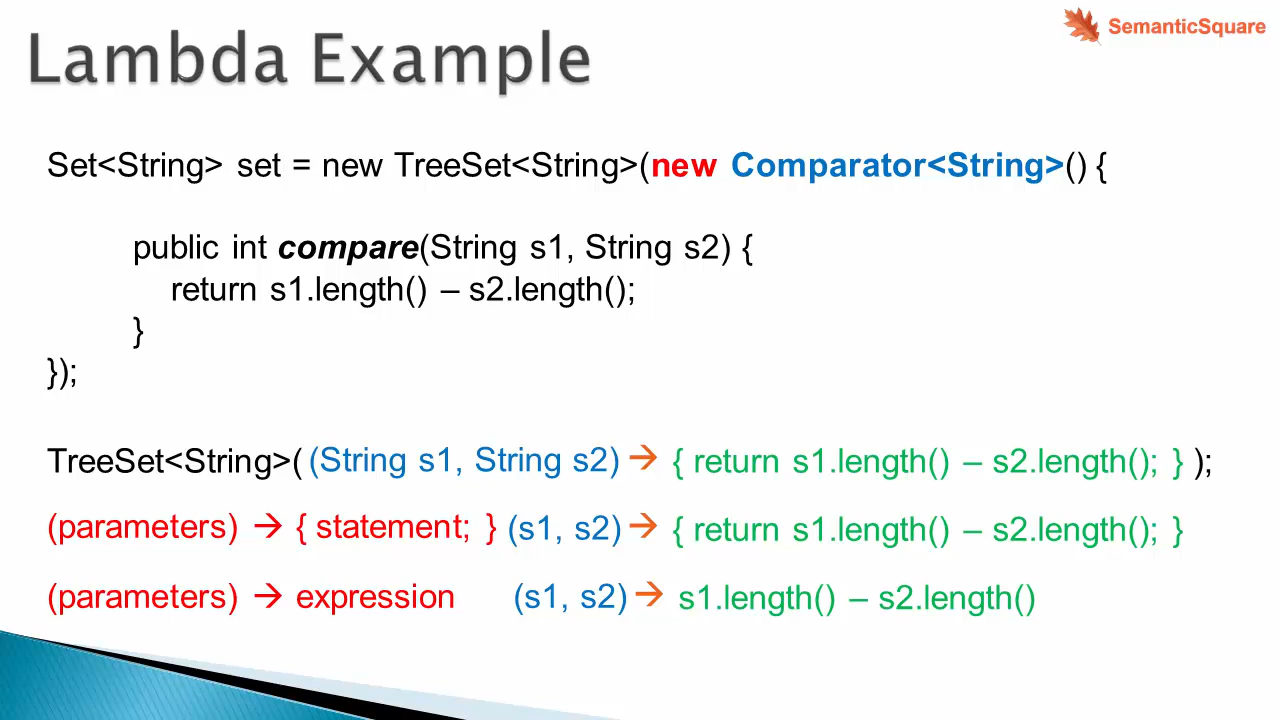 SemanticSquare
Lambda Example
Set<String> set = new TreeSet<String>(new Comparator<String>() {
public int compare(String s1, String s2) {
return s1.length() – s2.length();
}
});
TreeSet<String>( (String s1, String s2) → { return s1.length() – s2.length(); } );
(parameters) → { statement; } (s1, s2) → { return s1.length() – s2.length(); }
(parameters) → expression (s1, s2) → s1.length() – s2.length()